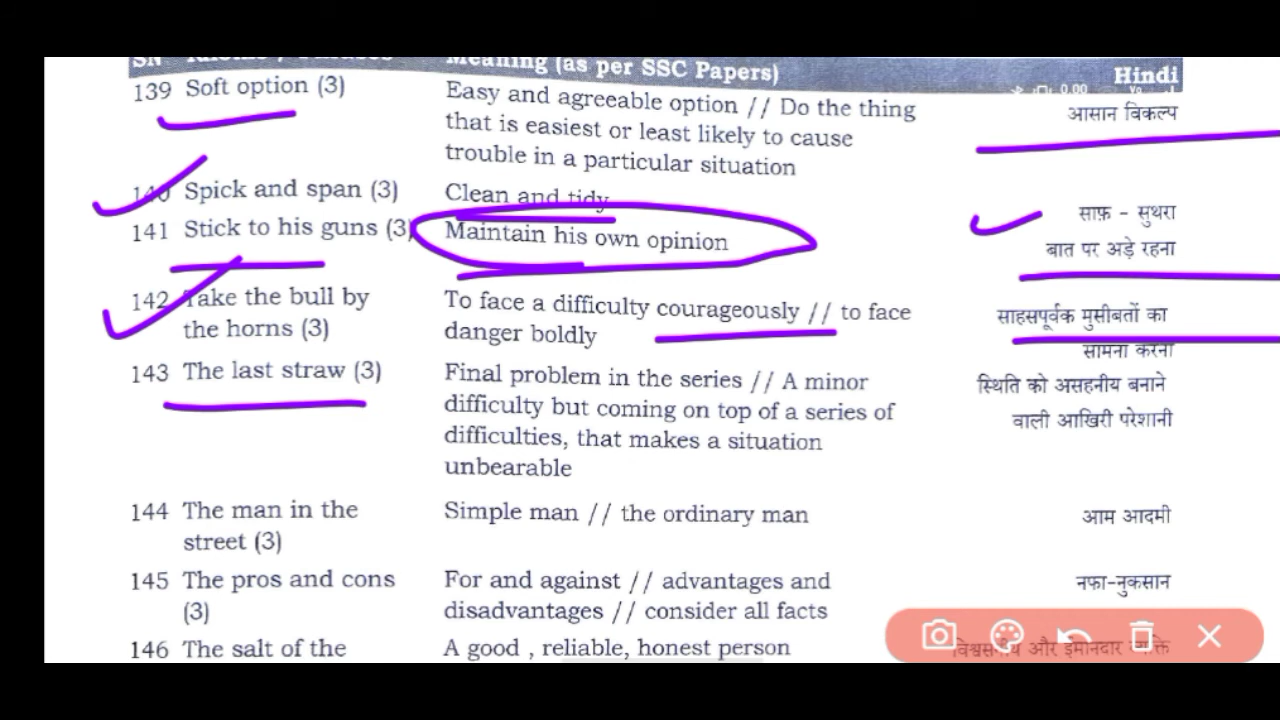 Meaning (as per SSC Papers) Hindi
139 Soft option (3) Easy and agreeable option // Do the thing आसान विकल्प
that is easiest or least likely to cause
trouble in a particular situation
140 Spick and span (3) Clean and tidy साफ़ - सुथरा
141 Stick to his guns (3) Maintain his own opinion बात पर अड़े रहना
142 Take the bull by To face a difficulty courageously // to face साहसपूर्वक मुसीबतों का
the horns (3) danger boldly सामना करना
143 The last straw (3) Final problem in the series // A minor स्थिति को असहनीय बनाने
difficulty but coming on top of a series of वाली आखिरी परेशानी
difficulties, that makes a situation
unbearable
144 The man in the Simple man // the ordinary man आम आदमी
street (3)
145 The pros and cons For and against // advantages and नफा-नुकसान
(3) disadvantages // consider all facts
146 The salt of the A good , reliable, honest person विश्वसनीय और ईमानदार व्यक्ति